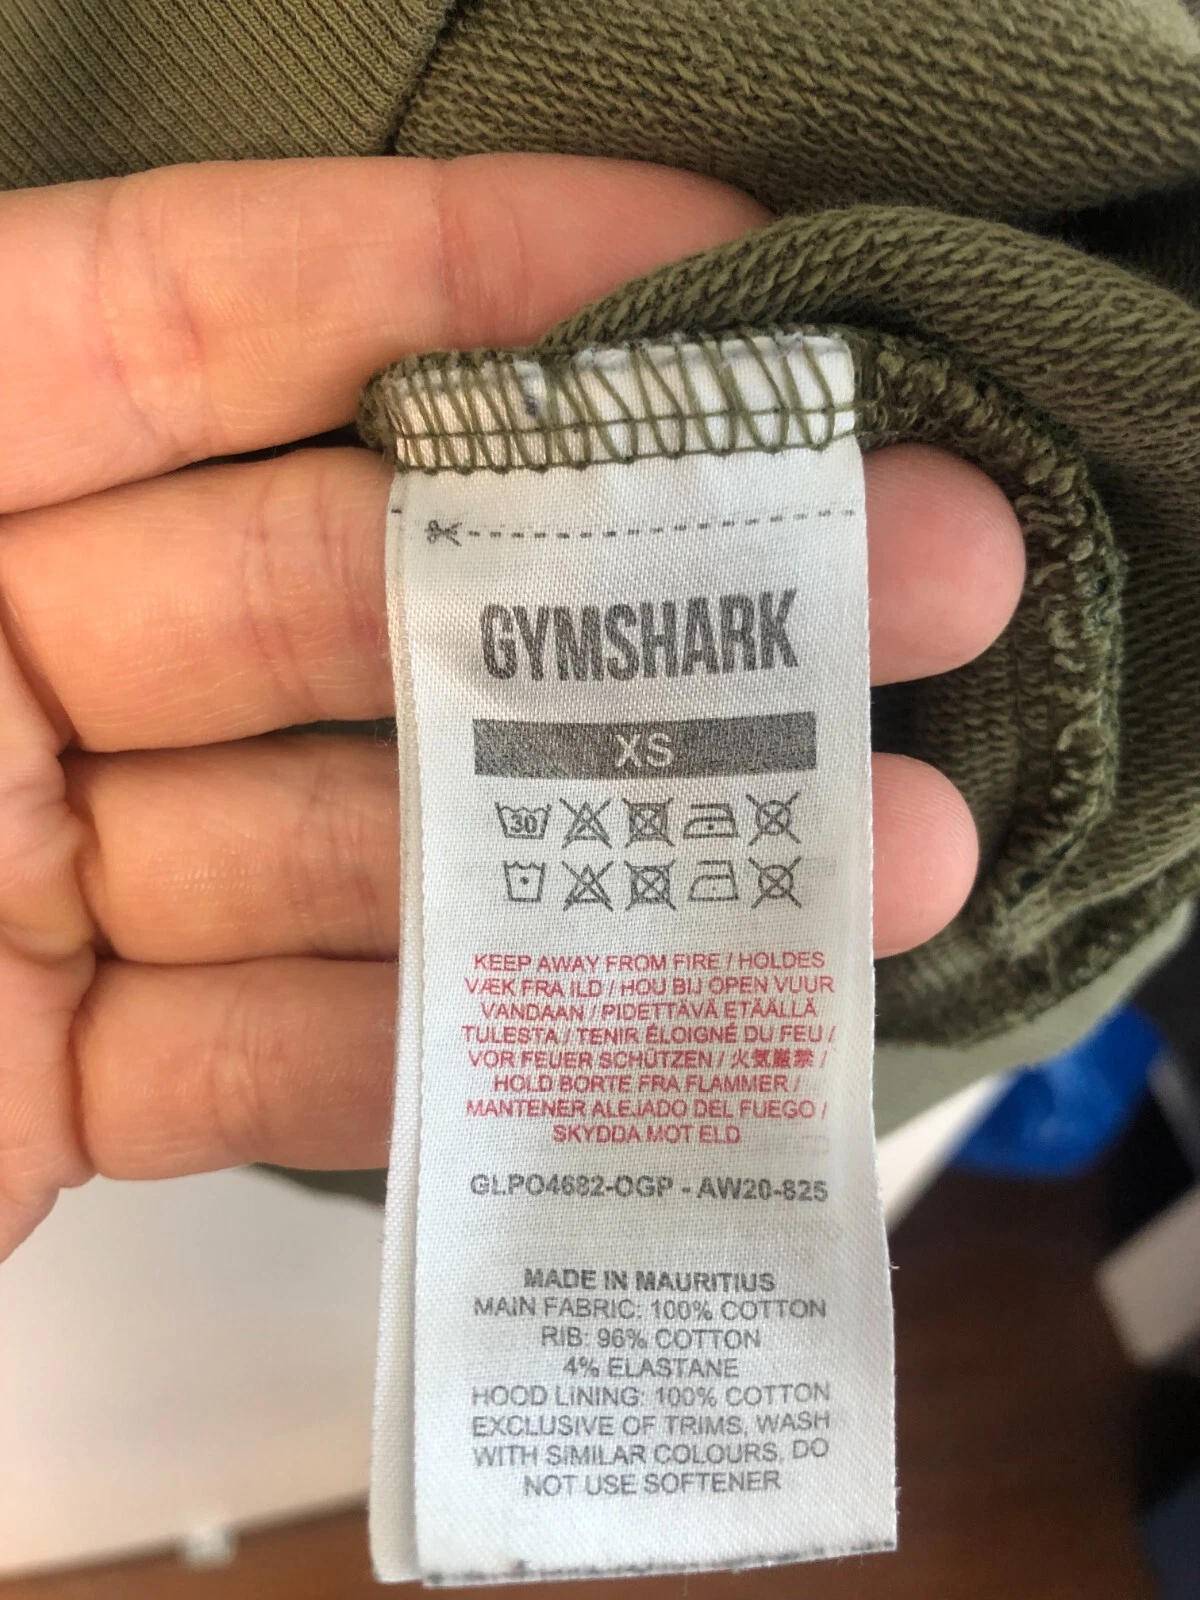 GYMSHARK
XS
30
KEEP AWAY FROM FIRE / HOLDES
VÆK FRA ILD / HOU BIJ OPEN VUUR
VANDAAN / PIDETTÄVÄ ETÄÄLLÄ
TULESTA / TENIR ÉLOIGNÉ DU FEU /
VOR FEUER SCHÜTZEN / 火気厳禁 /
HOLD BORTE FRA FLAMMER /
MANTENER ALEJADO DEL FUEGO /
SKYDDA MOT ELD
GLPO4682-OGP - AW20-825
MADE IN MAURITIUS
MAIN FABRIC: 100% COTTON
RIB: 96% COTTON
4% ELASTANE
HOOD LINING: 100% COTTON
EXCLUSIVE OF TRIMS, WASH
WITH SIMILAR COLOURS, DO
NOT USE SOFTENER